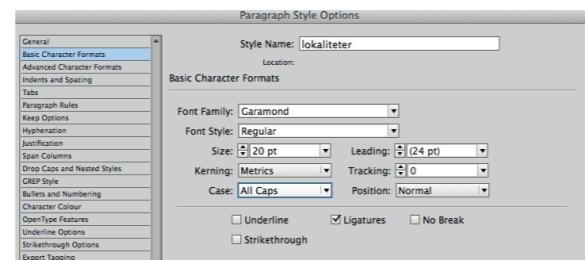 Paragraph Style Options
General
Basic Character Formats
Advanced Character Formats
Indents and Spacing
Tabs
Paragraph Rules
Keep Options
Hyphenation
Justification
Span Columns
Drop Caps and Nested Styles
GREP Style
Bullets and Numbering
Character Colour
OpenType Features
Underline Options
Strikethrough Options
Export Tagging
Style Name: lokaliteter
Location:
Basic Character Formats
Font Family: Garamond
Font Style: Regular
Size: 20 pt Leading: (24 pt)
Kerning: Metrics Tracking: 0
Case: All Caps Position: Normal
Underline Ligatures No Break
Strikethrough